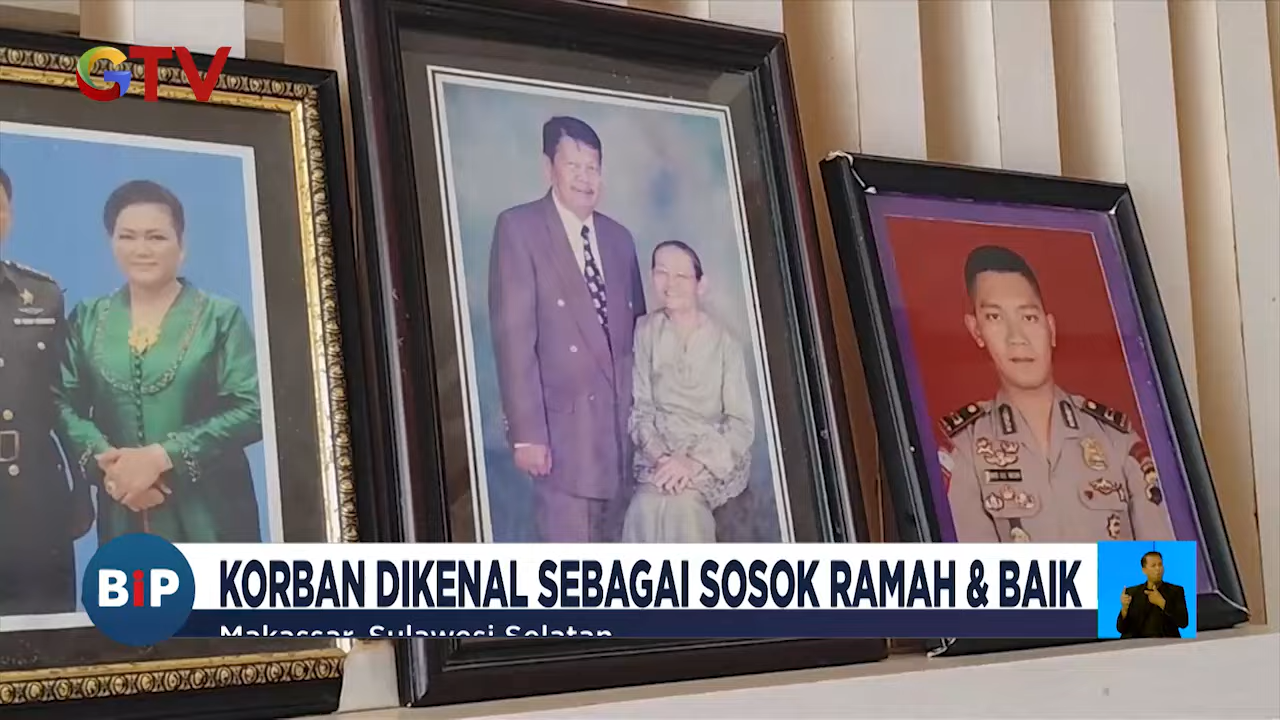 GTV
BiP
KORBAN DIKENAL SEBAGAI SOSOK RAMAH & BAIK
Makassar, Sulawesi Selatan